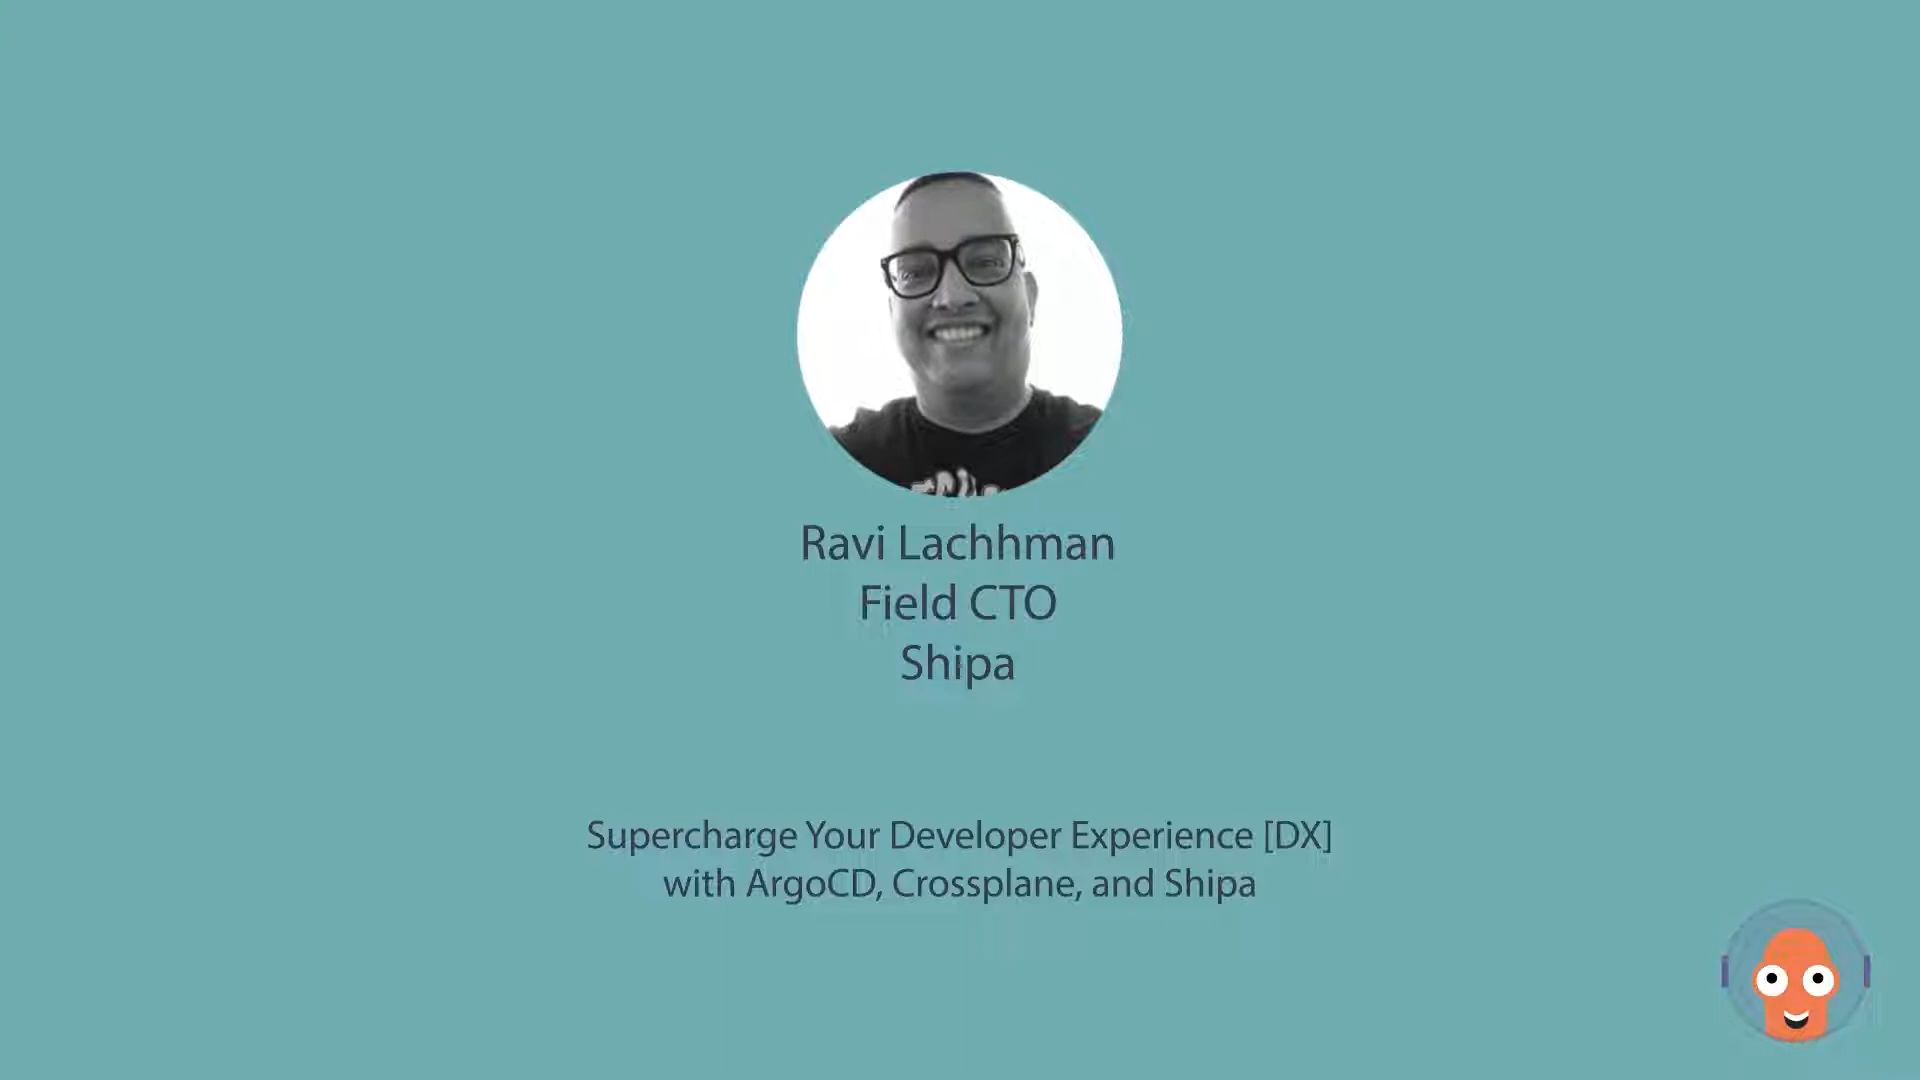 Ravi Lachhman
Field CTO
Shipa
Supercharge Your Developer Experience [DX]
with ArgoCD, Crossplane, and Shipa